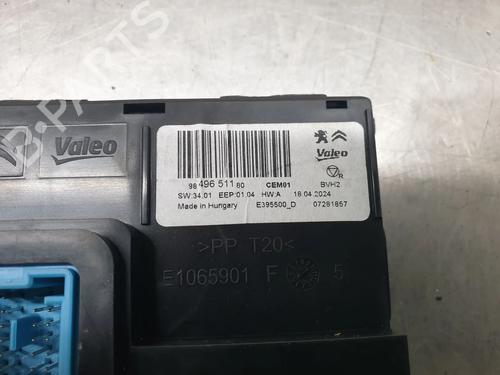 B-PARTS
Valeo
Valeo
98 496 511 80 CEM01 BVH2
R
SW:34.01 EEP:01.04 HW:A 18.04.2024
Made in Hungary E395500_D 07281857
>PP T20<
E1065901 F 5